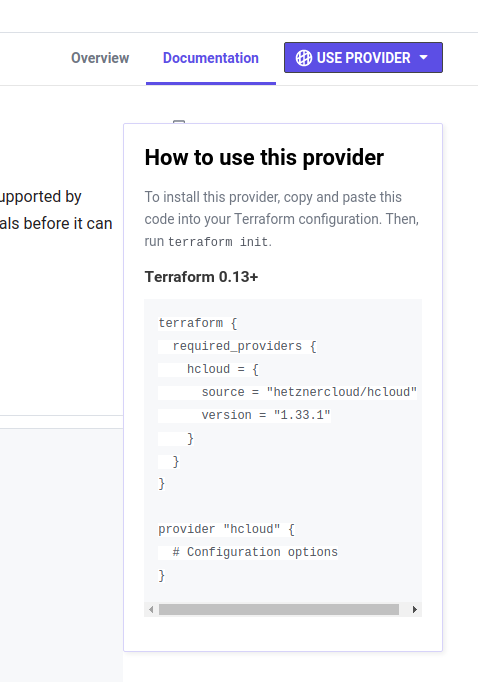 Overview Documentation USE PROVIDER
upported by
als before it can
How to use this provider
To install this provider, copy and paste this
code into your Terraform configuration. Then,
run terraform init.
Terraform 0.13+
terraform {
  required_providers {
    hcloud = {
      source = "hetznercloud/hcloud"
      version = "1.33.1"
    }
  }
}

provider "hcloud" {
  # Configuration options
}